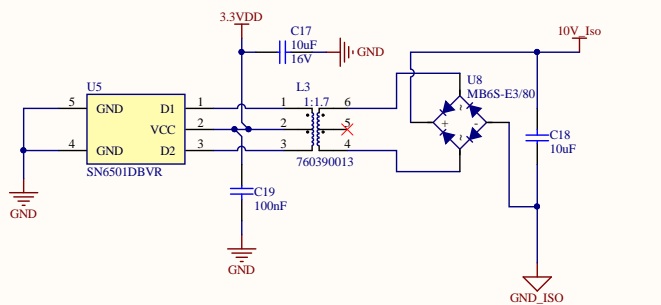 3.3VDD
C17
10uF
16V
GND
10V_Iso
U5
5 GND D1 1
VCC 2
4 GND D2 3
SN6501DBVR
GND
L3
1:1.7
1 6
2 5
3 4
760390013
U8
MB6S-E3/80
~
+ -
~
C18
10uF
C19
100nF
GND
GND_ISO